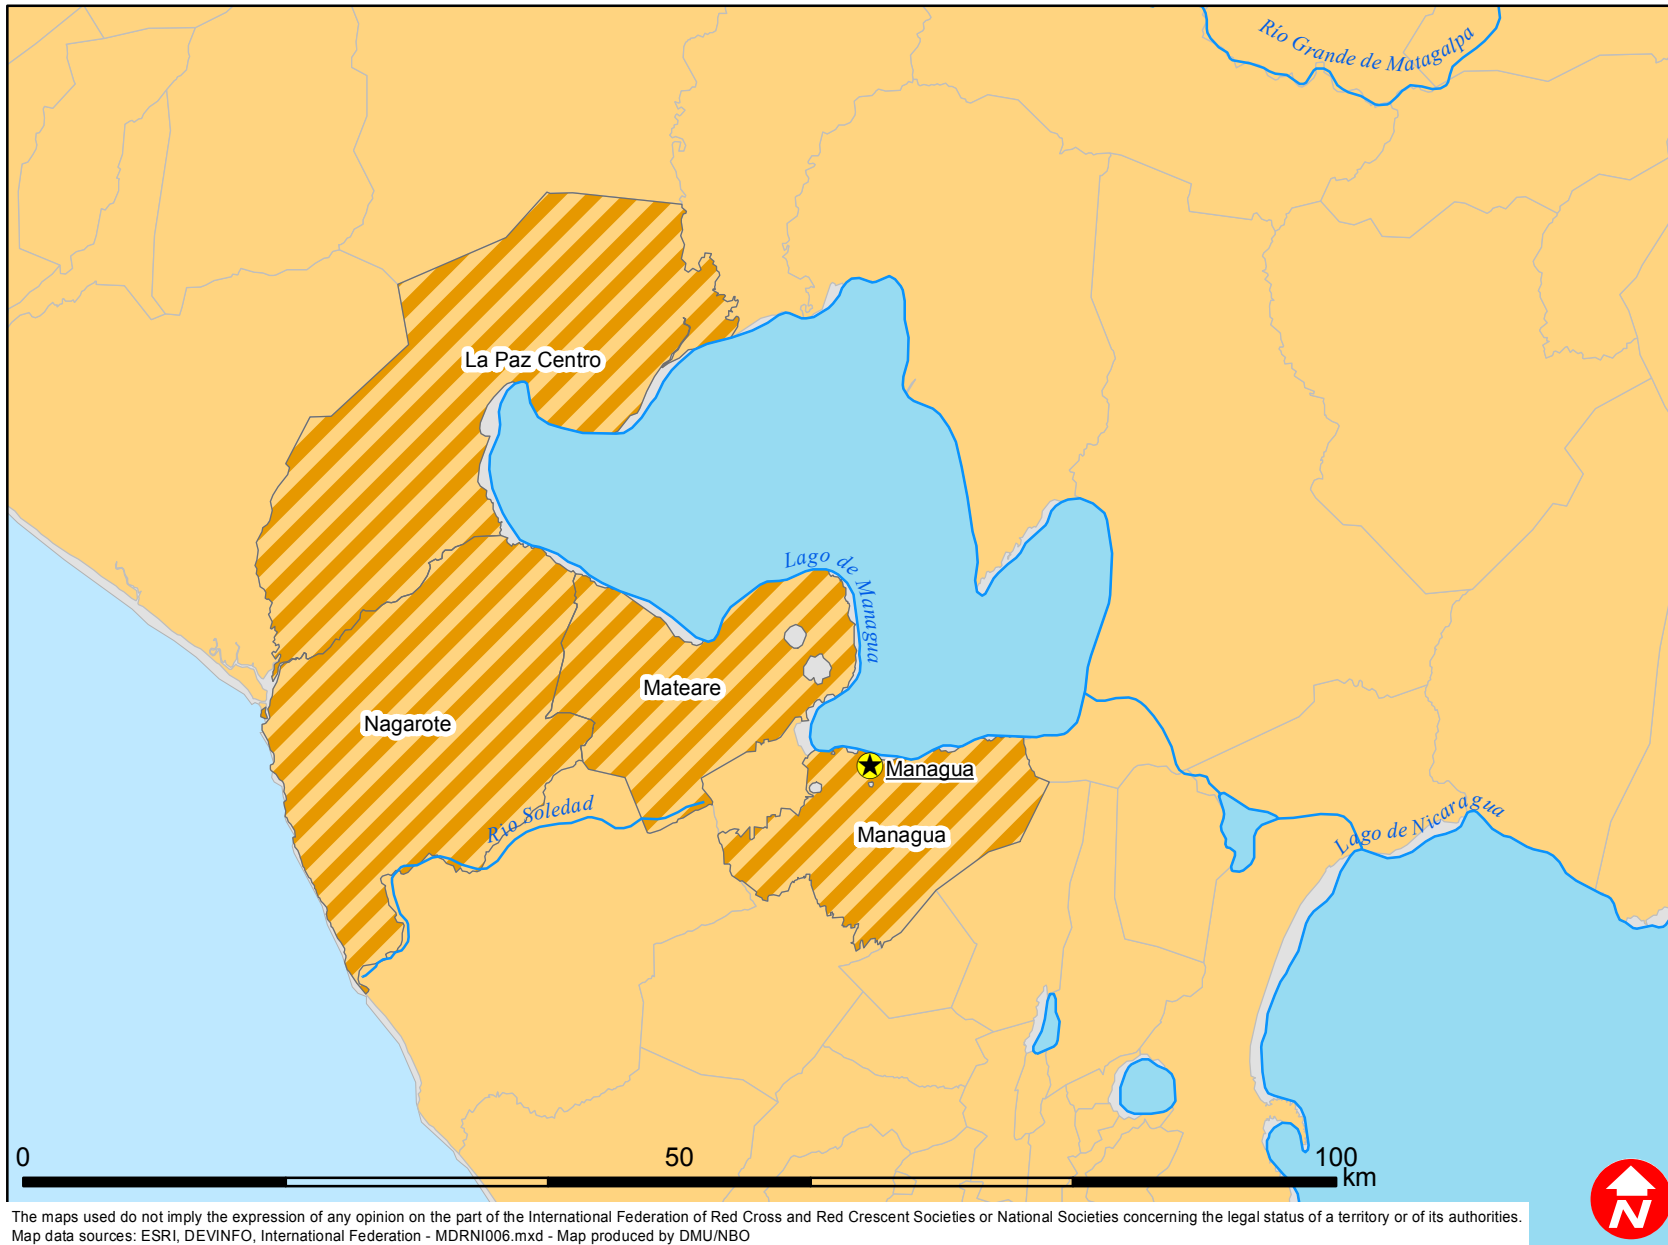 Río Grande de Matagalpa
La Paz Centro
Lago de Managua
Mateare
Nagarote
Managua
Rio Soledad
Managua
Lago de Nicaragua
0 50 100
km
N
The maps used do not imply the expression of any opinion on the part of the International Federation of Red Cross and Red Crescent Societies or National Societies concerning the legal status of a territory or of its authorities.
Map data sources: ESRI, DEVINFO, International Federation - MDRNI006.mxd - Map produced by DMU/NBO